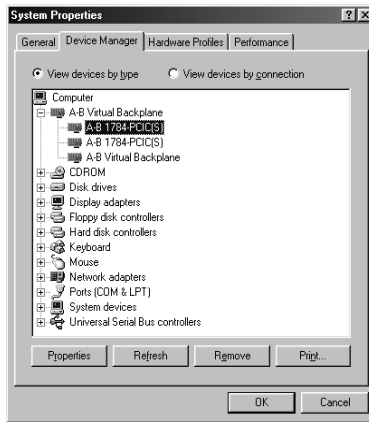 System Properties
General Device Manager Hardware Profiles Performance
View devices by type View devices by connection
Computer
A-B Virtual Backplane
A-B 1784-PCIC(S)
A-B 1784-PCIC(S)
A-B Virtual Backplane
CDROM
Disk drives
Display adapters
Floppy disk controllers
Hard disk controllers
Keyboard
Mouse
Network adapters
Ports (COM & LPT)
System devices
Universal Serial Bus controllers
Properties Refresh Remove Print...
OK Cancel